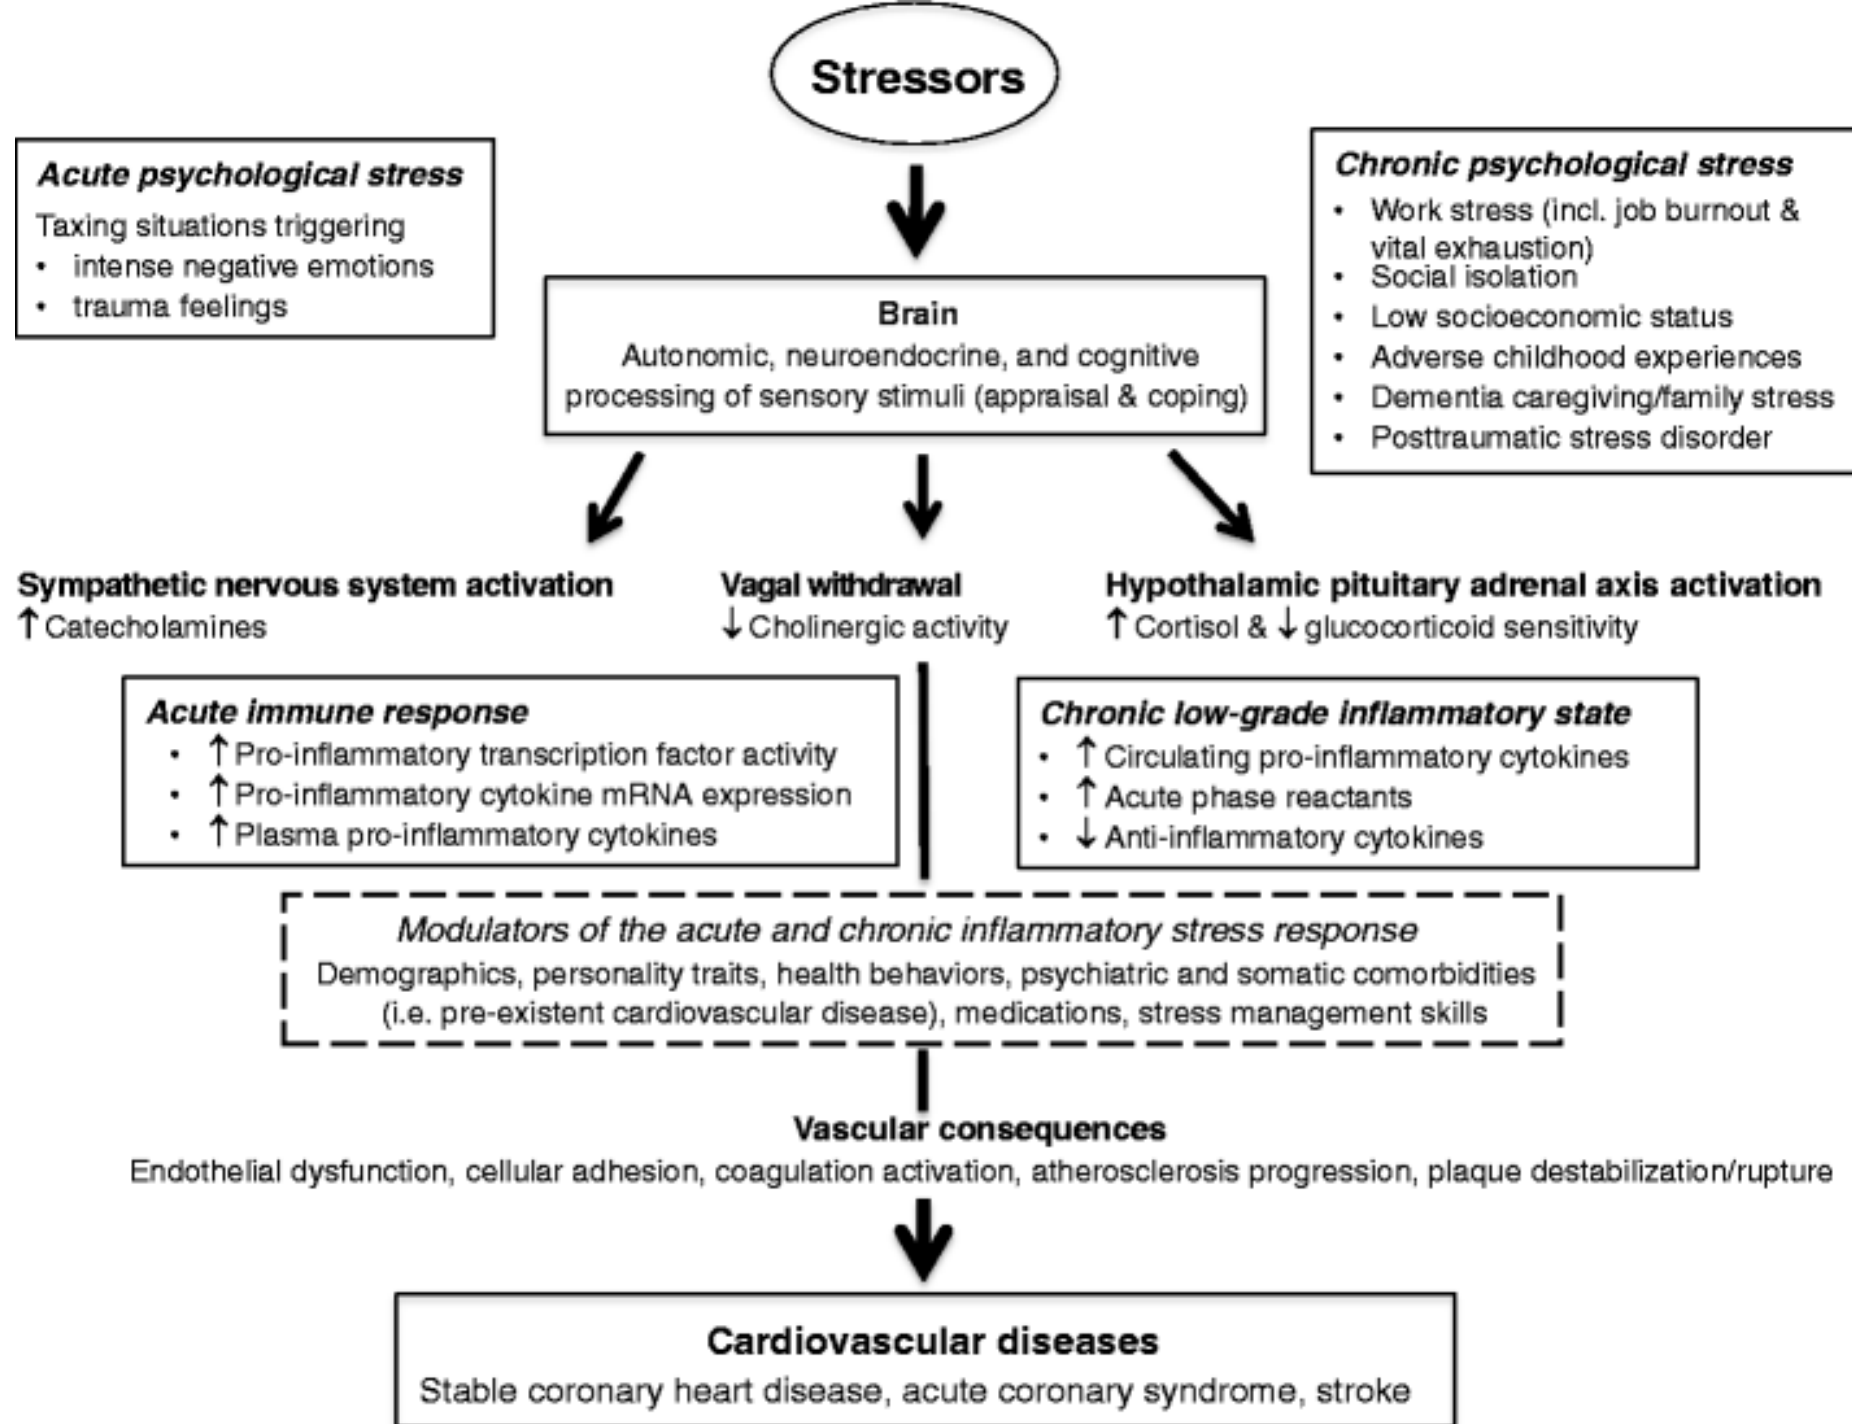 Stressors
Acute psychological stress
Taxing situations triggering
• intense negative emotions
• trauma feelings
Chronic psychological stress
• Work stress (incl. job burnout &
vital exhaustion)
• Social isolation
• Low socioeconomic status
• Adverse childhood experiences
• Dementia caregiving/family stress
• Posttraumatic stress disorder
Brain
Autonomic, neuroendocrine, and cognitive
processing of sensory stimuli (appraisal & coping)
Sympathetic nervous system activation
↑ Catecholamines
Vagal withdrawal
↓ Cholinergic activity
Hypothalamic pituitary adrenal axis activation
↑ Cortisol & ↓ glucocorticoid sensitivity
Acute immune response
• ↑ Pro-inflammatory transcription factor activity
• ↑ Pro-inflammatory cytokine mRNA expression
• ↑ Plasma pro-inflammatory cytokines
Chronic low-grade inflammatory state
• ↑ Circulating pro-inflammatory cytokines
• ↑ Acute phase reactants
• ↓ Anti-inflammatory cytokines
Modulators of the acute and chronic inflammatory stress response
Demographics, personality traits, health behaviors, psychiatric and somatic comorbidities
(i.e. pre-existent cardiovascular disease), medications, stress management skills
Vascular consequences
Endothelial dysfunction, cellular adhesion, coagulation activation, atherosclerosis progression, plaque destabilization/rupture
Cardiovascular diseases
Stable coronary heart disease, acute coronary syndrome, stroke